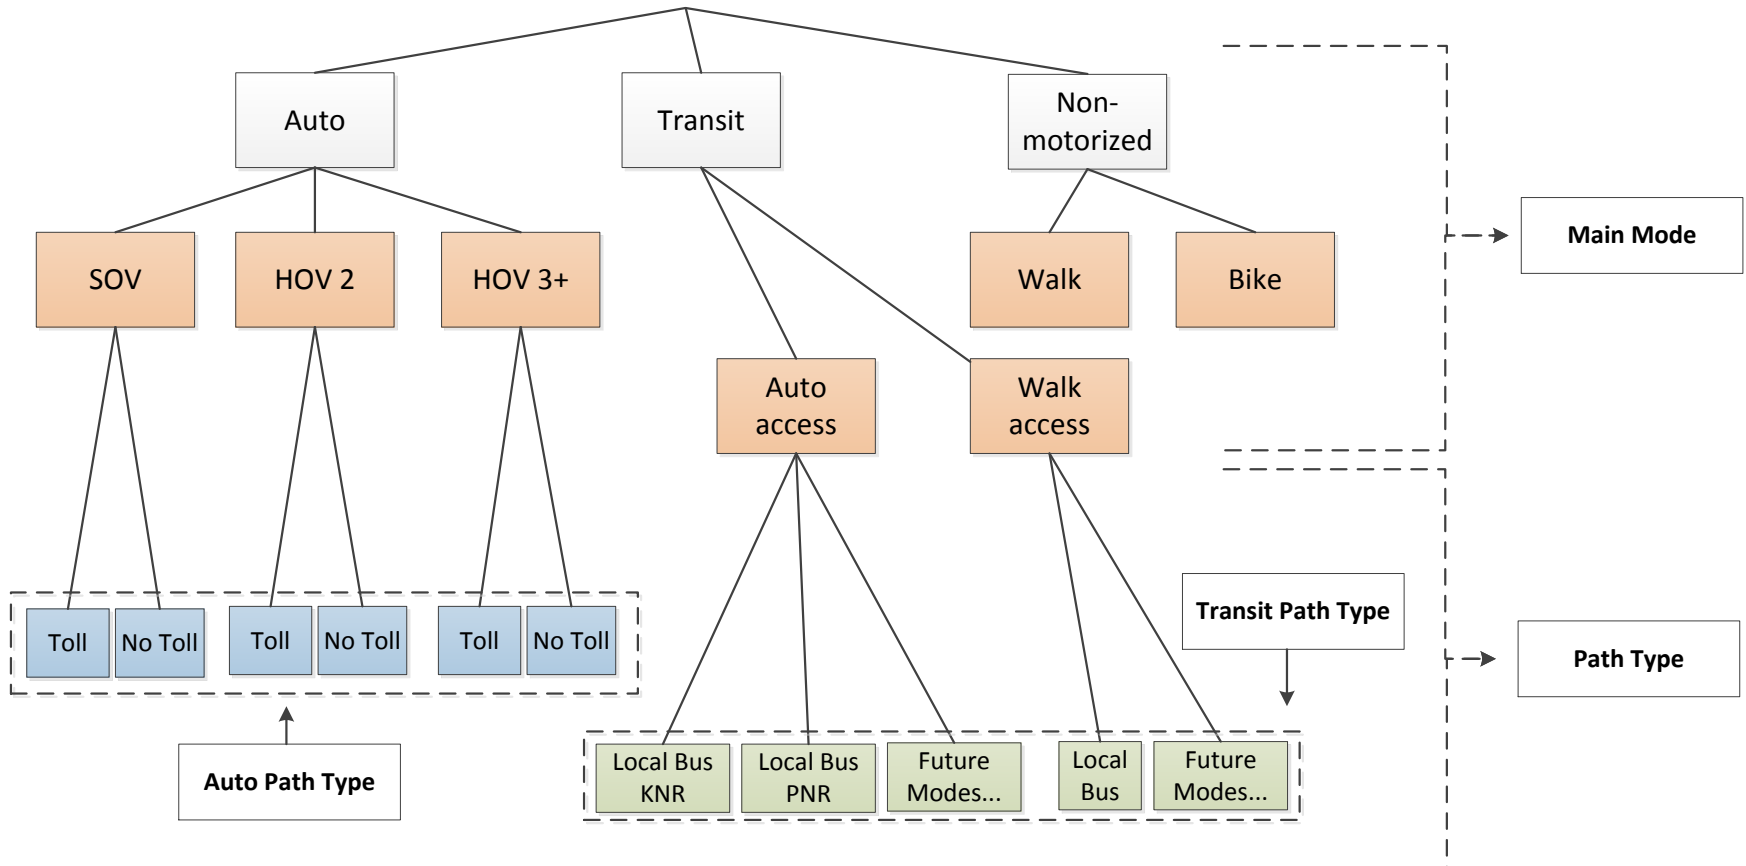 Auto
Transit
Non-
motorized
Main Mode
SOV
HOV 2
HOV 3+
Walk
Bike
Auto
access
Walk
access
Toll
No Toll
Toll
No Toll
Toll
No Toll
Transit Path Type
Path Type
Auto Path Type
Local Bus
KNR
Local Bus
PNR
Future
Modes...
Local
Bus
Future
Modes...